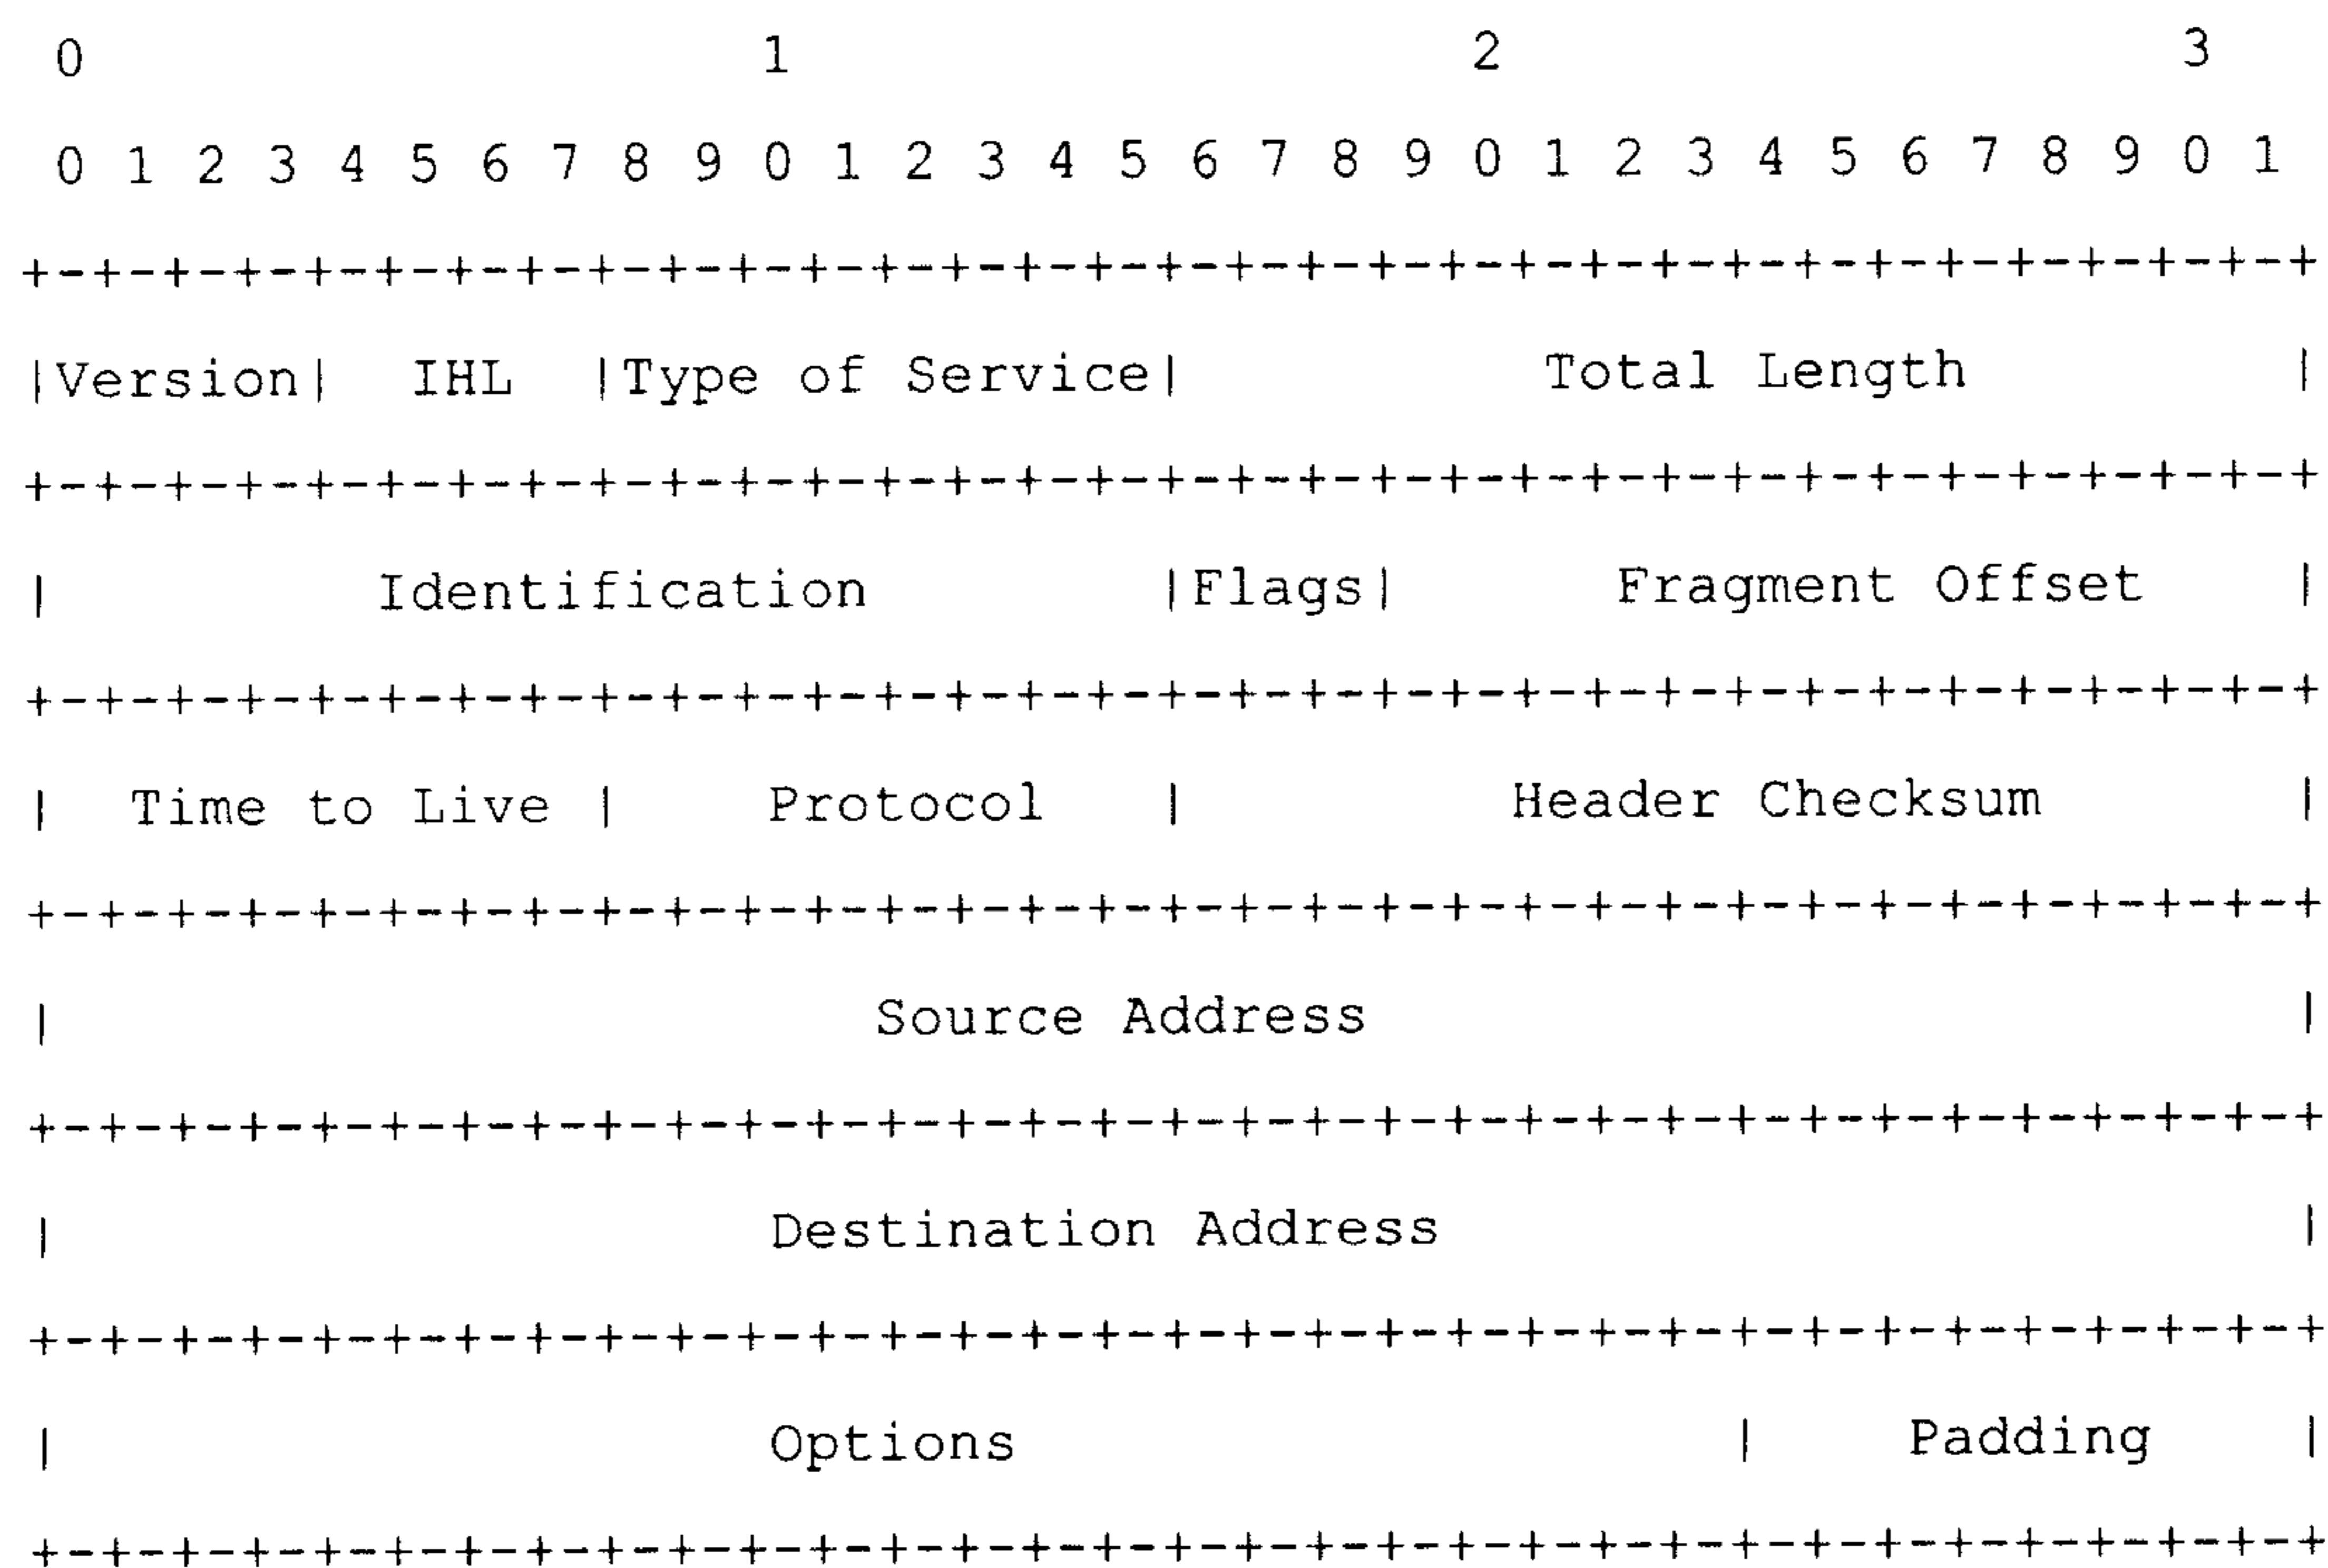 0                   1                   2                   3
 0 1 2 3 4 5 6 7 8 9 0 1 2 3 4 5 6 7 8 9 0 1 2 3 4 5 6 7 8 9 0 1
+-+-+-+-+-+-+-+-+-+-+-+-+-+-+-+-+-+-+-+-+-+-+-+-+-+-+-+-+-+-+-+-+
|Version|  IHL  |Type of Service|          Total Length         |
+-+-+-+-+-+-+-+-+-+-+-+-+-+-+-+-+-+-+-+-+-+-+-+-+-+-+-+-+-+-+-+-+
|         Identification        |Flags|      Fragment Offset    |
+-+-+-+-+-+-+-+-+-+-+-+-+-+-+-+-+-+-+-+-+-+-+-+-+-+-+-+-+-+-+-+-+
|  Time to Live |    Protocol   |         Header Checksum       |
+-+-+-+-+-+-+-+-+-+-+-+-+-+-+-+-+-+-+-+-+-+-+-+-+-+-+-+-+-+-+-+-+
|                       Source Address                          |
+-+-+-+-+-+-+-+-+-+-+-+-+-+-+-+-+-+-+-+-+-+-+-+-+-+-+-+-+-+-+-+-+
|                    Destination Address                        |
+-+-+-+-+-+-+-+-+-+-+-+-+-+-+-+-+-+-+-+-+-+-+-+-+-+-+-+-+-+-+-+-+
|                    Options                    |    Padding    |
+-+-+-+-+-+-+-+-+-+-+-+-+-+-+-+-+-+-+-+-+-+-+-+-+-+-+-+-+-+-+-+-+